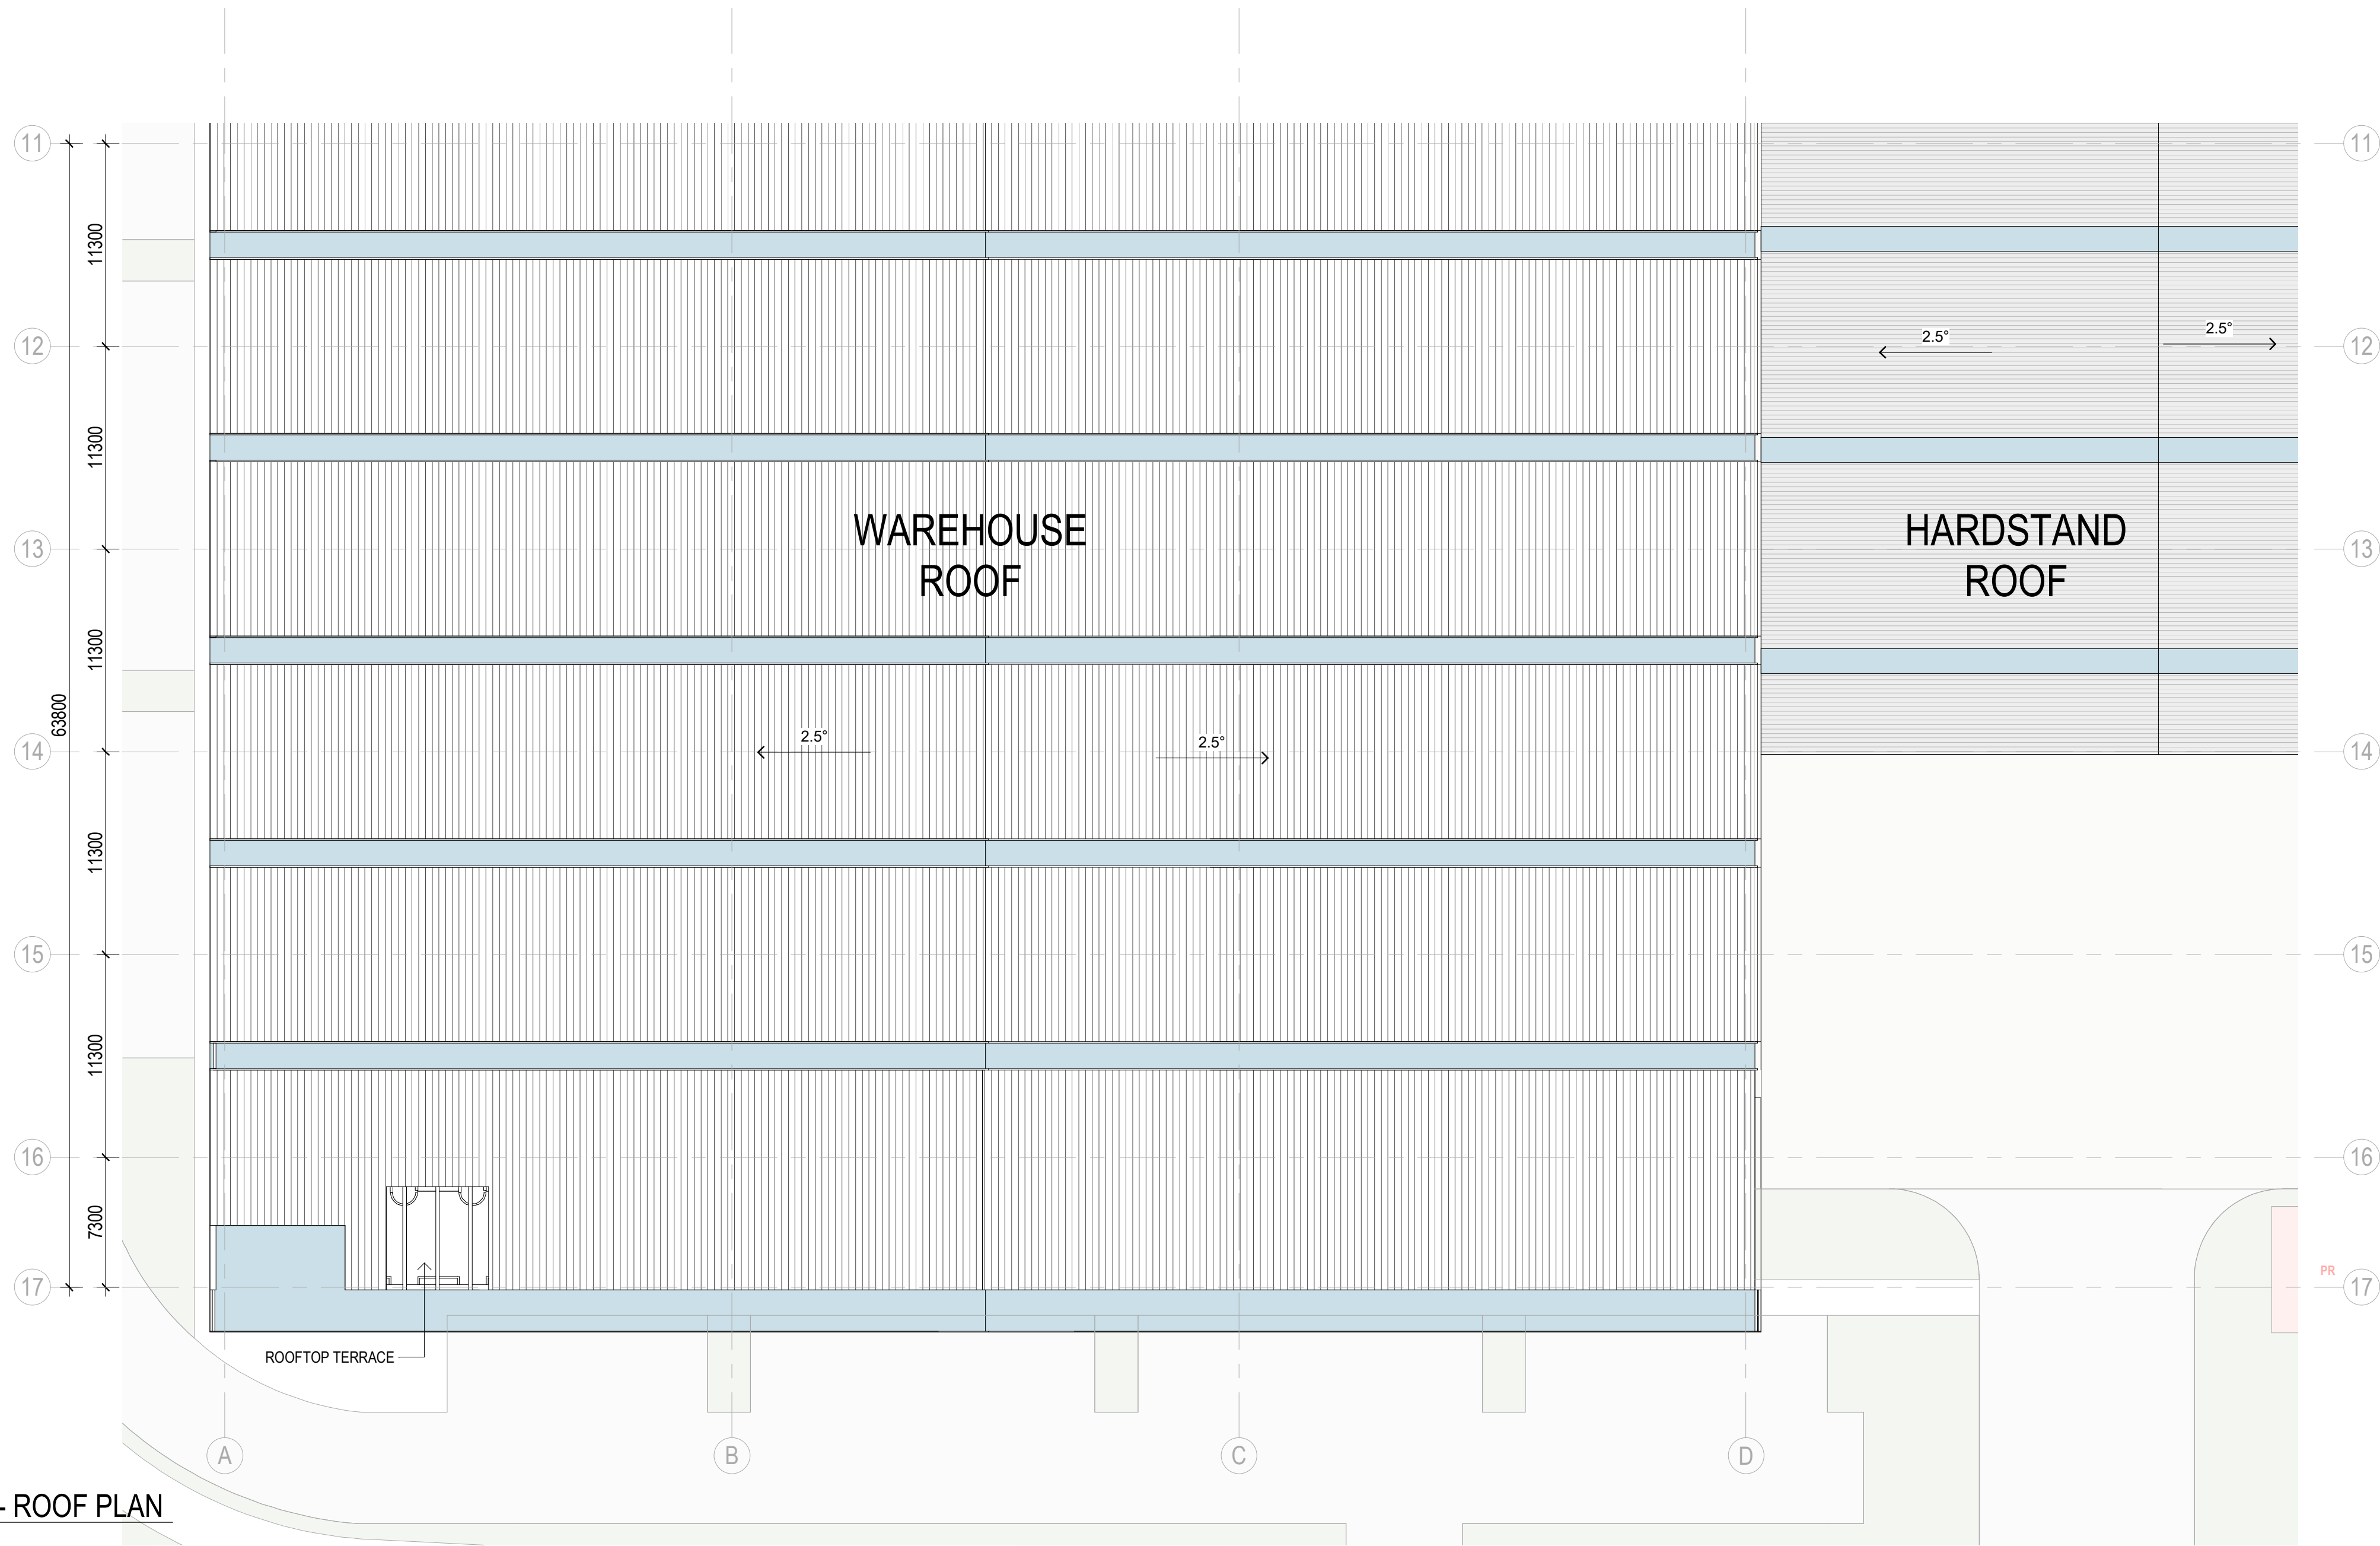 11
11
11300
12
2.5°
2.5°
12
11300
WAREHOUSE
ROOF
HARDSTAND
ROOF
13
13
11300
63800
14
2.5°
2.5°
14
11300
15
15
11300
16
16
7300
17
PR
17
ROOFTOP TERRACE
A
B
C
D
- ROOF PLAN